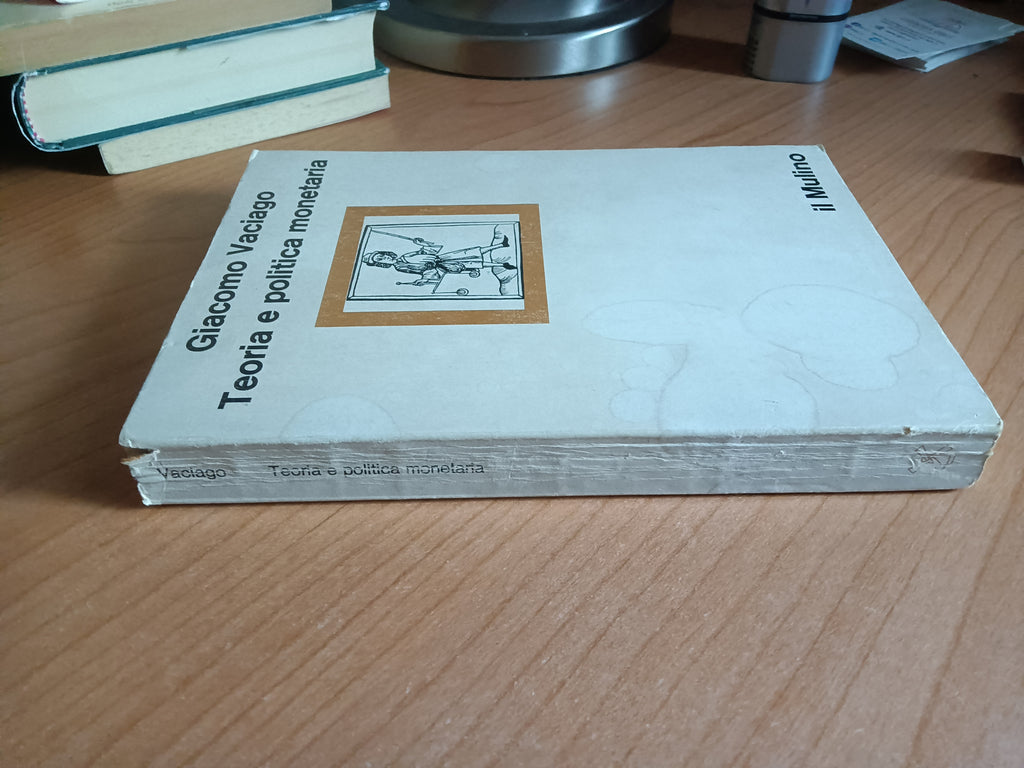 Giacomo Vaciago
Teoria e politica monetaria
il Mulino
Vaciago Teoria e politica monetaria